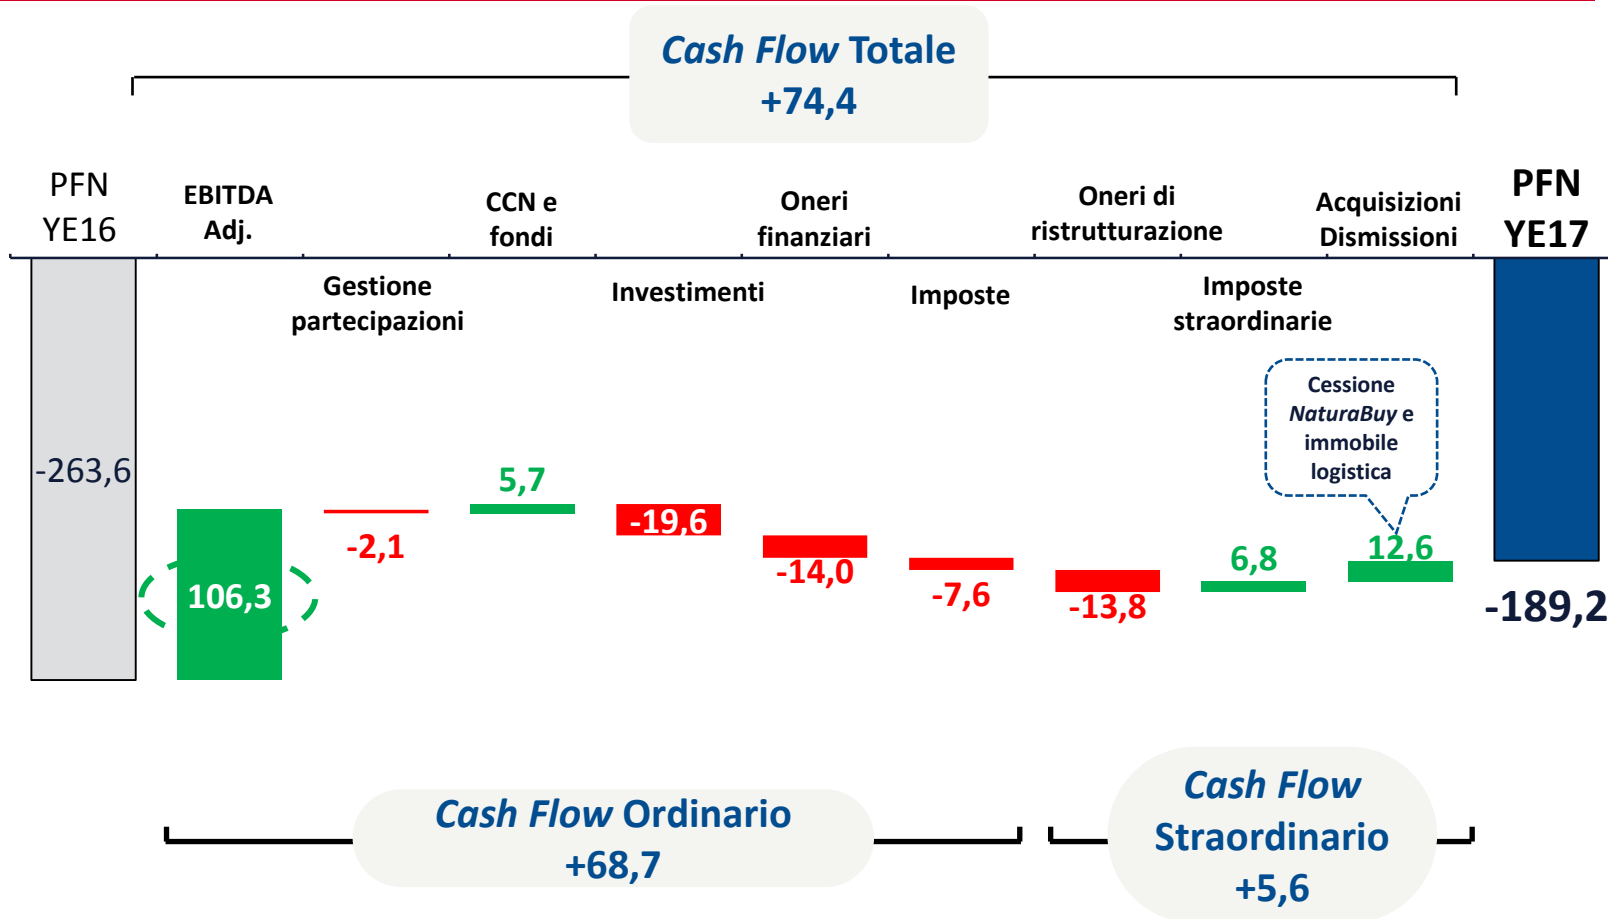 Cash Flow Totale
+74,4
PFN
YE16
EBITDA
Adj.
CCN e
fondi
Oneri
finanziari
Oneri di
ristrutturazione
Acquisizioni
Dismissioni
PFN
YE17
Gestione
partecipazioni
Investimenti
Imposte
Imposte
straordinarie
Cessione
NaturaBuy e
immobile
logistica
-263,6
106,3
-2,1
5,7
-19,6
-14,0
-7,6
-13,8
6,8
12,6
-189,2
Cash Flow Ordinario
+68,7
Cash Flow
Straordinario
+5,6